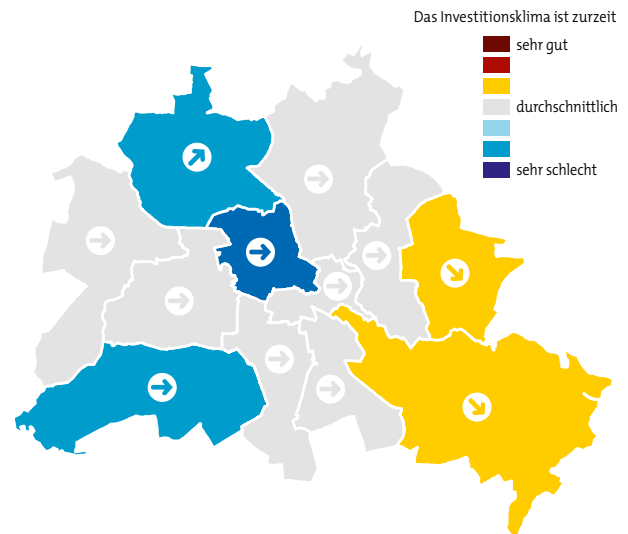 Das Investitionsklima ist zurzeit
sehr gut
durchschnittlich
sehr schlecht